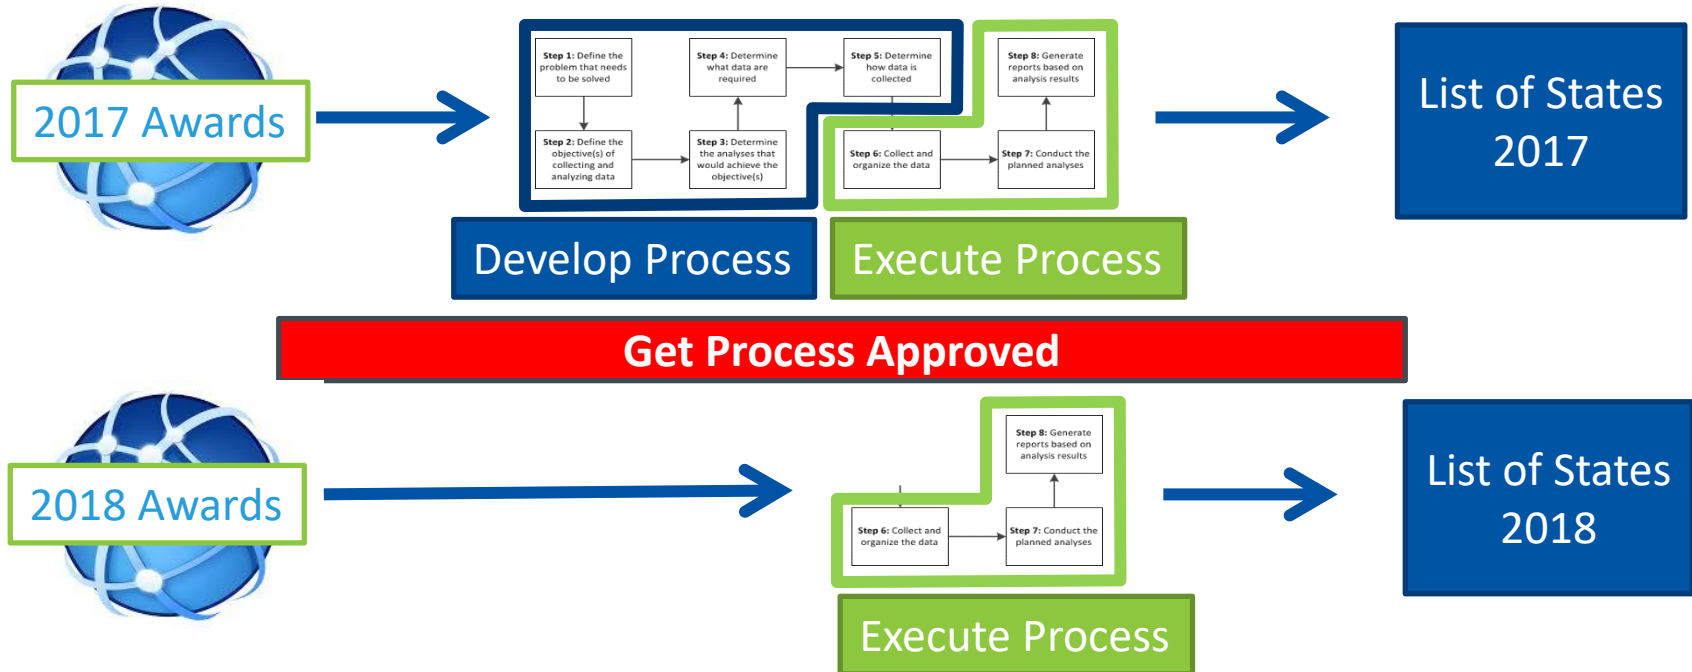 2017 Awards
Step 1: Define the
problem that needs
to be solved
Step 4: Determine
what data are
required
Step 5: Determine
how data is
collected
Step 8: Generate
reports based on
analysis results
Step 2: Define the
objective(s) of
collecting and
analyzing data
Step 3: Determine
the analyses that
would achieve the
objective(s)
Step 6: Collect and
organize the data
Step 7: Conduct the
planned analyses
Develop Process
Execute Process
List of States
2017
Get Process Approved
2018 Awards
Step 8: Generate
reports based on
analysis results
Step 6: Collect and
organize the data
Step 7: Conduct the
planned analyses
Execute Process
List of States
2018